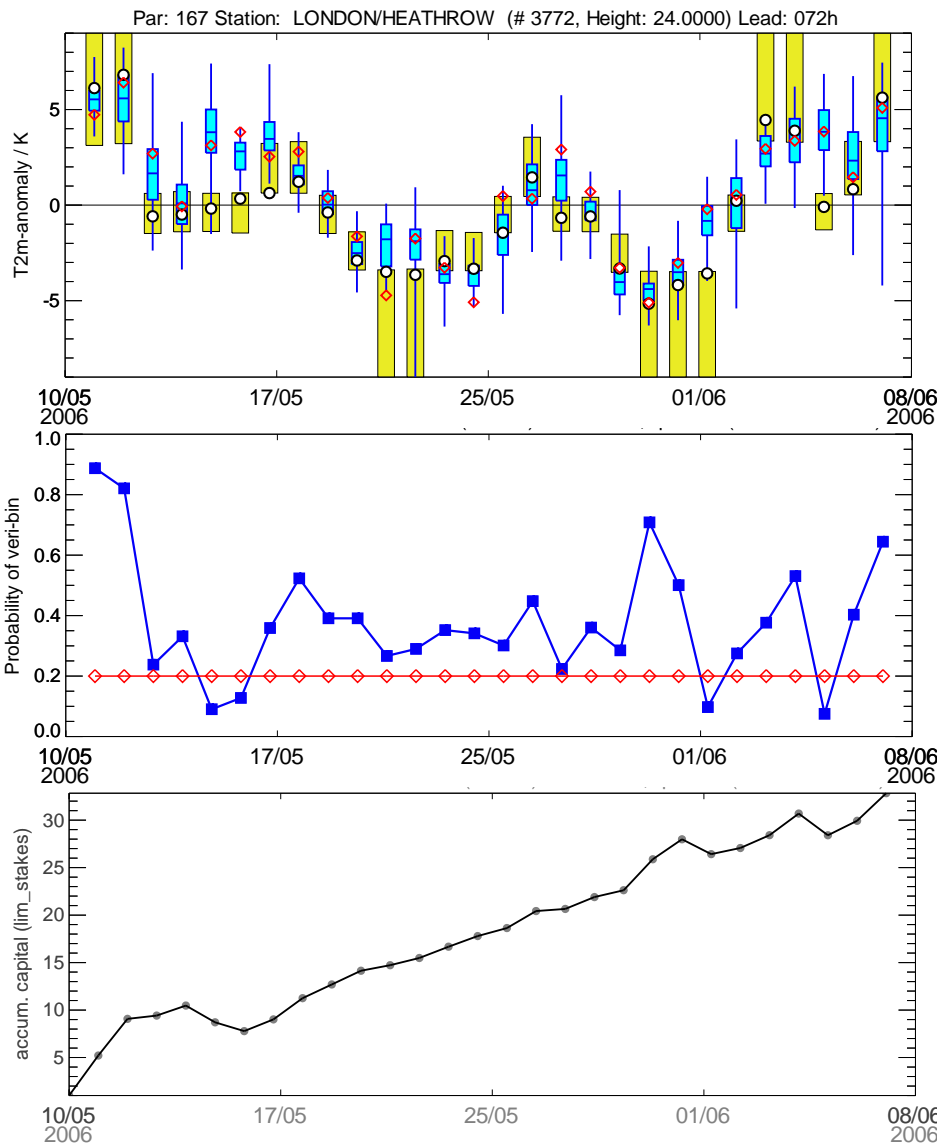 Par: 167 Station: LONDON/HEATHROW (# 3772, Height: 24.0000) Lead: 072h
T2m-anomaly / K
5
0
-5
10/05 17/05 25/05 01/06 08/06
2006 2006
Probability of veri-bin
1.0
0.8
0.6
0.4
0.2
0.0
10/05 17/05 25/05 01/06 08/06
2006 2006
accum. capital (lim_stakes)
30
25
20
15
10
5
10/05 17/05 25/05 01/06 08/06
2006 2006